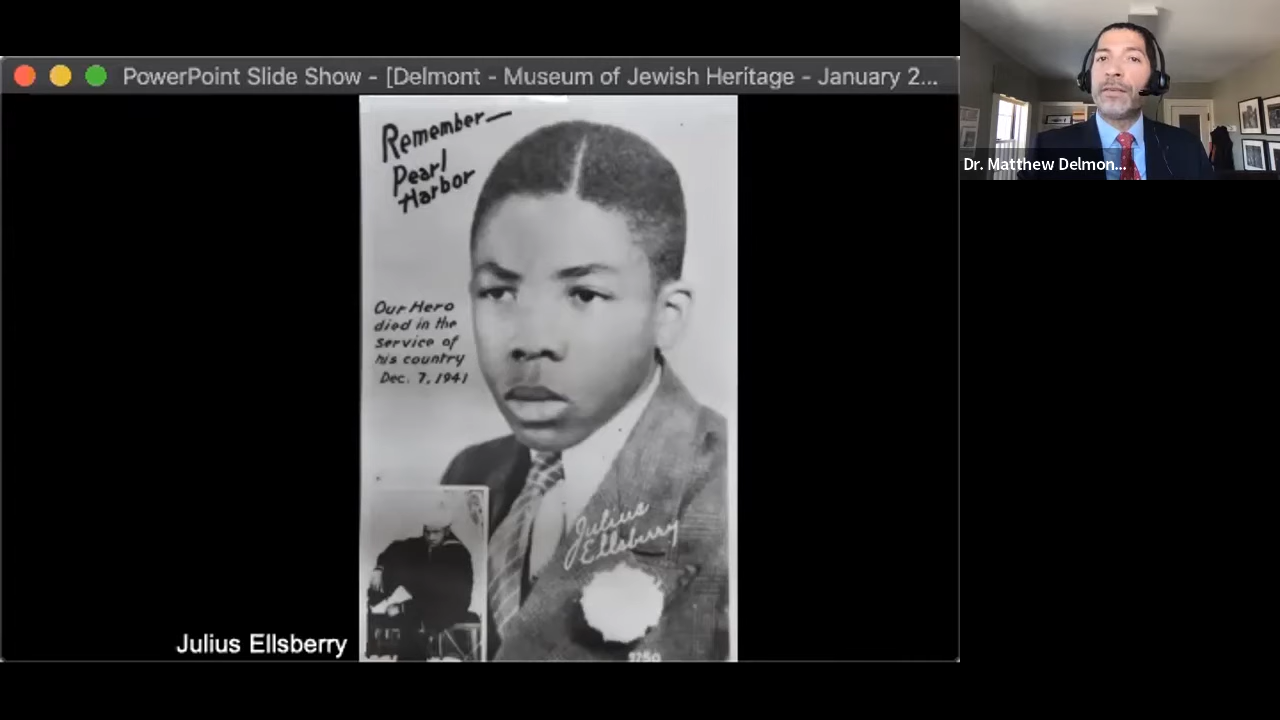 PowerPoint Slide Show - [Delmont - Museum of Jewish Heritage - January 2...
Remember—
Pearl
Harbor
Our Hero
died in the
service of
his country
Dec. 7, 1941
Julius
Ellsberry
Julius Ellsberry
Dr. Matthew Delmon...